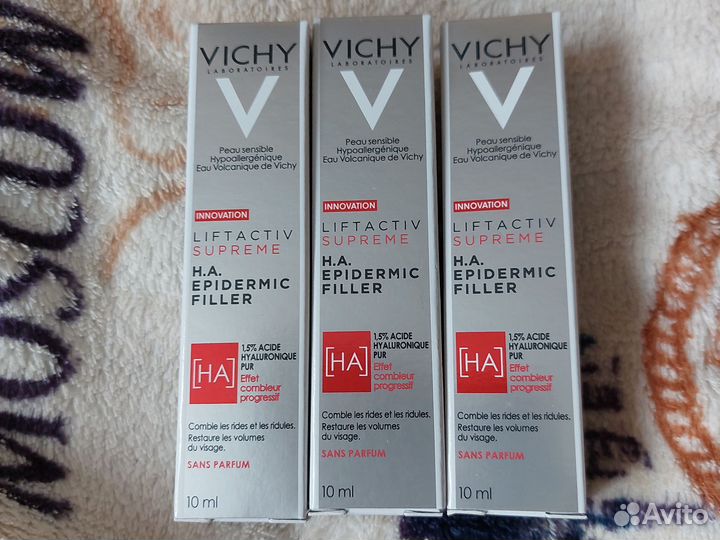 VICHY
LABORATOIRES
Peau sensible
Hypoallergénique
Eau Volcanique de Vichy
INNOVATION
LIFTACTIV
SUPREME
H.A.
EPIDERMIC
FILLER
[HA]
1,5% ACIDE
HYALURONIQUE
PUR
Effet
combleur
progressif
Comble les rides et les ridules.
Restaure les volumes
du visage.
SANS PARFUM
10 ml
VICHY
LABORATOIRES
Peau sensible
Hypoallergénique
Eau Volcanique de Vichy
INNOVATION
LIFTACTIV
SUPREME
H.A.
EPIDERMIC
FILLER
[HA]
1,5% ACIDE
HYALURONIQUE
PUR
Effet
combleur
progressif
Comble les rides et les ridules.
Restaure les volumes
du visage.
SANS PARFUM
10 ml
VICHY
LABORATOIRES
Peau sensible
Hypoallergénique
Eau Volcanique de Vichy
INNOVATION
LIFTACTIV
SUPREME
H.A.
EPIDERMIC
FILLER
[HA]
1,5% ACIDE
HYALURONIQUE
PUR
Effet
combleur
progressif
Comble les rides et les ridules.
Restaure les volumes
du visage.
SANS PARFUM
10 ml
MOSCOW
Avito